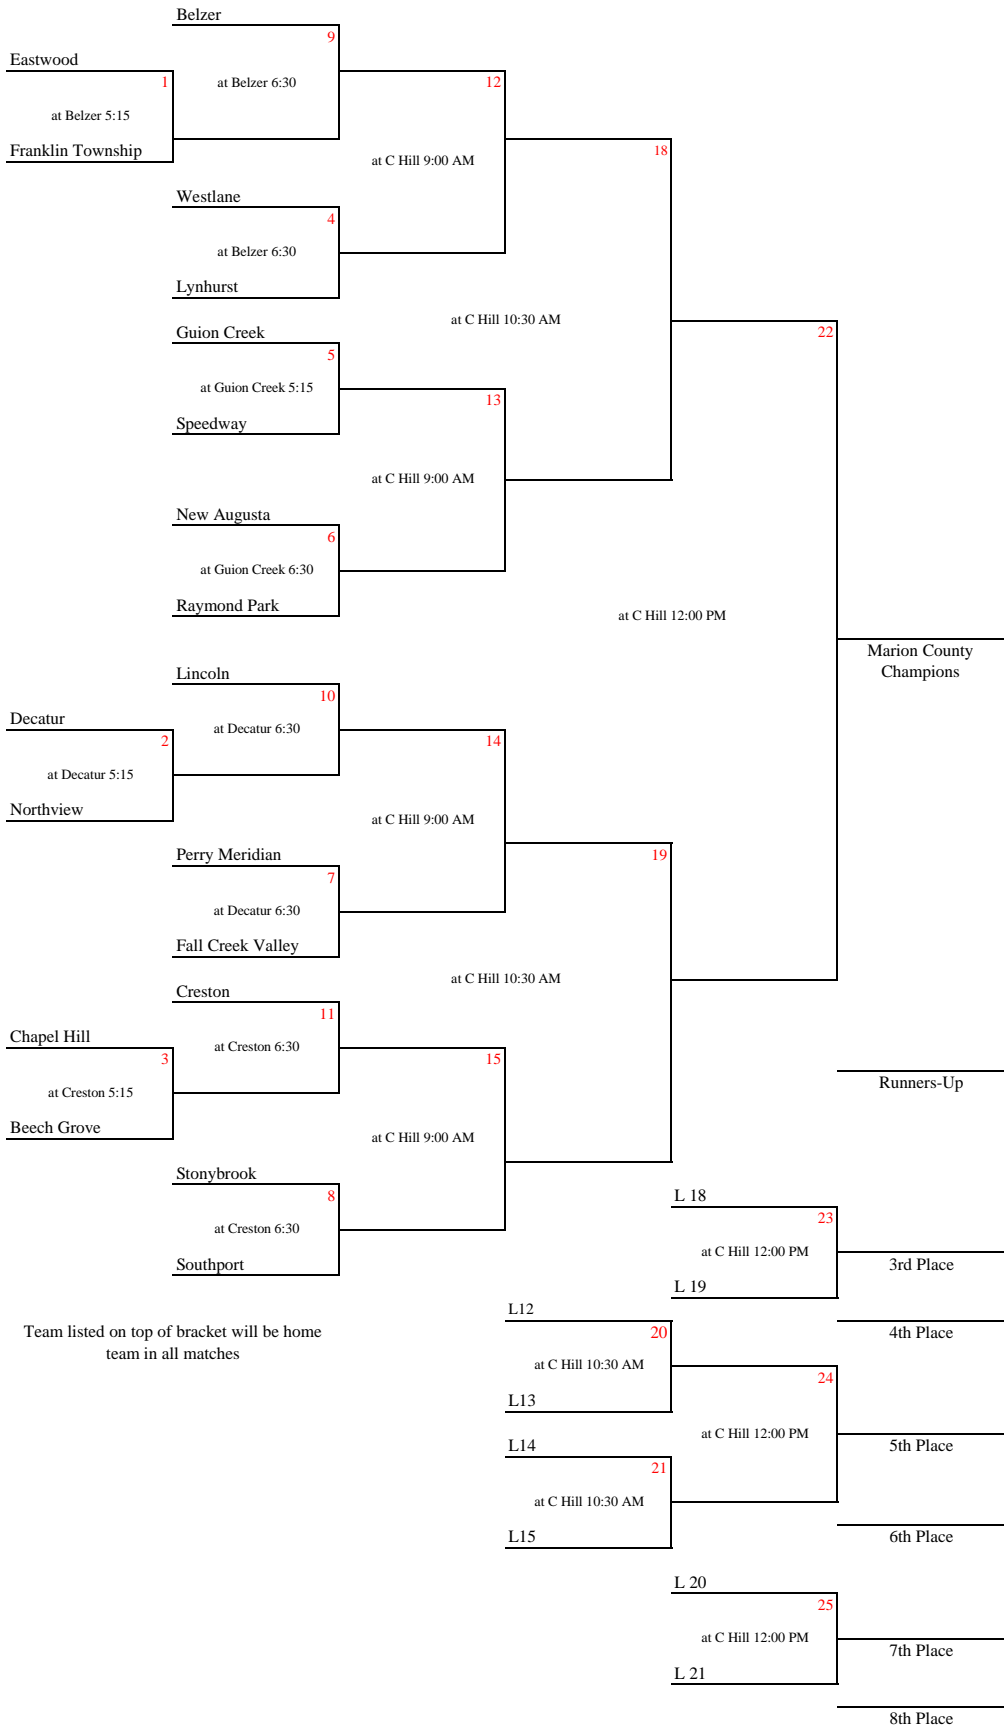 Belzer
9
Eastwood
1
at Belzer 6:30
12
at Belzer 5:15
Franklin Township
at C Hill 9:00 AM
18
Westlane
4
at Belzer 6:30
Lynhurst
at C Hill 10:30 AM
Guion Creek
22
5
at Guion Creek 5:15
13
Speedway
at C Hill 9:00 AM
New Augusta
6
at Guion Creek 6:30
Raymond Park
at C Hill 12:00 PM
Marion County
Champions
Lincoln
10
Decatur
2
at Decatur 6:30
14
at Decatur 5:15
Northview
at C Hill 9:00 AM
Perry Meridian
19
7
at Decatur 6:30
Fall Creek Valley
at C Hill 10:30 AM
Creston
11
Chapel Hill
3
at Creston 6:30
15
at Creston 5:15
Runners-Up
Beech Grove
at C Hill 9:00 AM
Stonybrook
8
L 18
23
at Creston 6:30
at C Hill 12:00 PM
Southport
3rd Place
L 19
L12
Team listed on top of bracket will be home
team in all matches
20
4th Place
at C Hill 10:30 AM
24
L13
at C Hill 12:00 PM
L14
5th Place
21
at C Hill 10:30 AM
L15
6th Place
L 20
25
at C Hill 12:00 PM
7th Place
L 21
8th Place